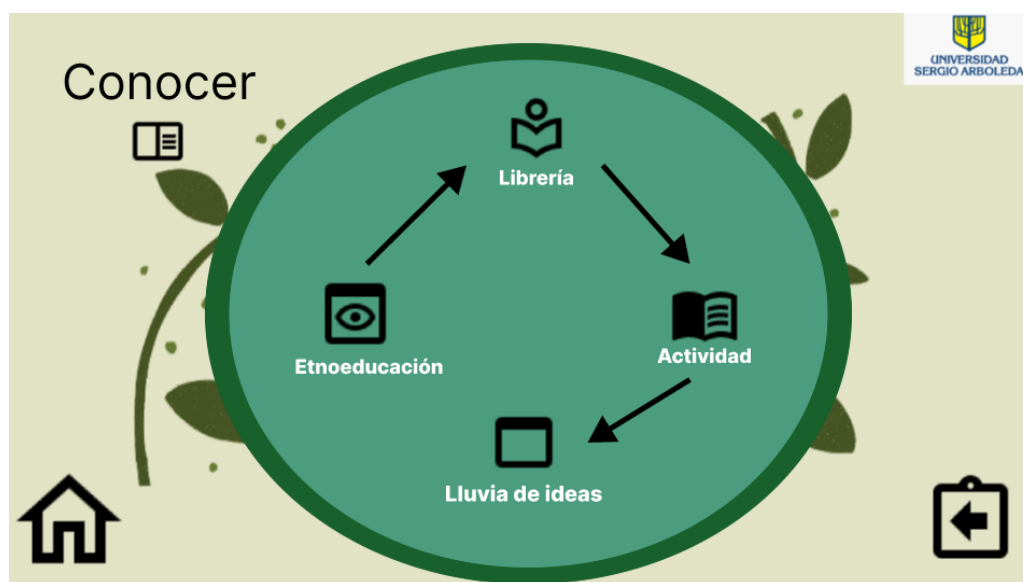 Conocer
UNIVERSIDAD
SERGIO ARBOLEDA
Librería
Etnoeducación
Actividad
Lluvia de ideas